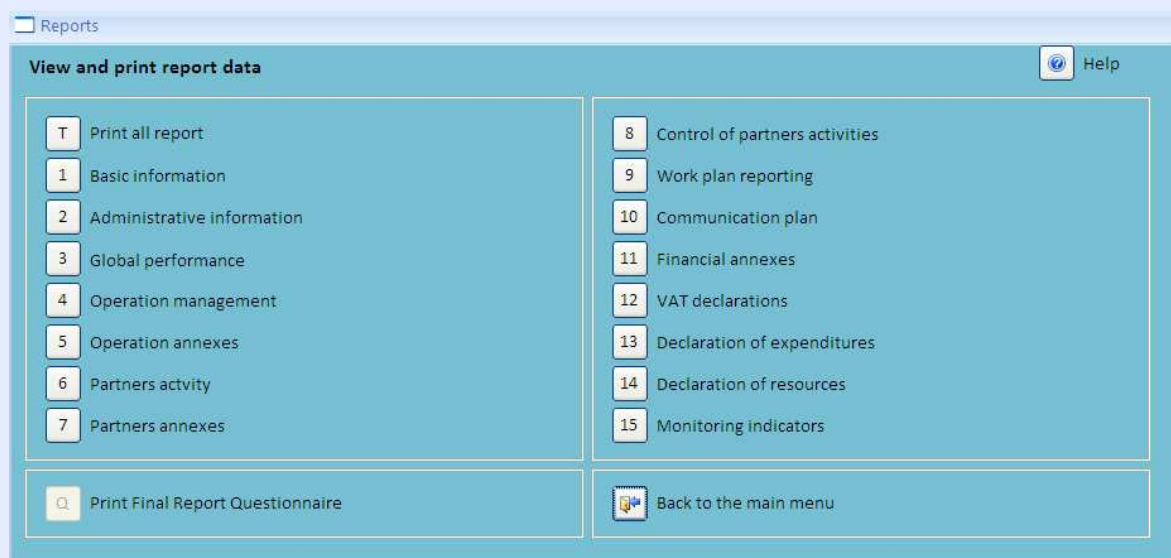 Reports
View and print report data
Help
T Print all report
1 Basic information
2 Administrative information
3 Global performance
4 Operation management
5 Operation annexes
6 Partners actvity
7 Partners annexes
8 Control of partners activities
9 Work plan reporting
10 Communication plan
11 Financial annexes
12 VAT declarations
13 Declaration of expenditures
14 Declaration of resources
15 Monitoring indicators
Q Print Final Report Questionnaire
Back to the main menu